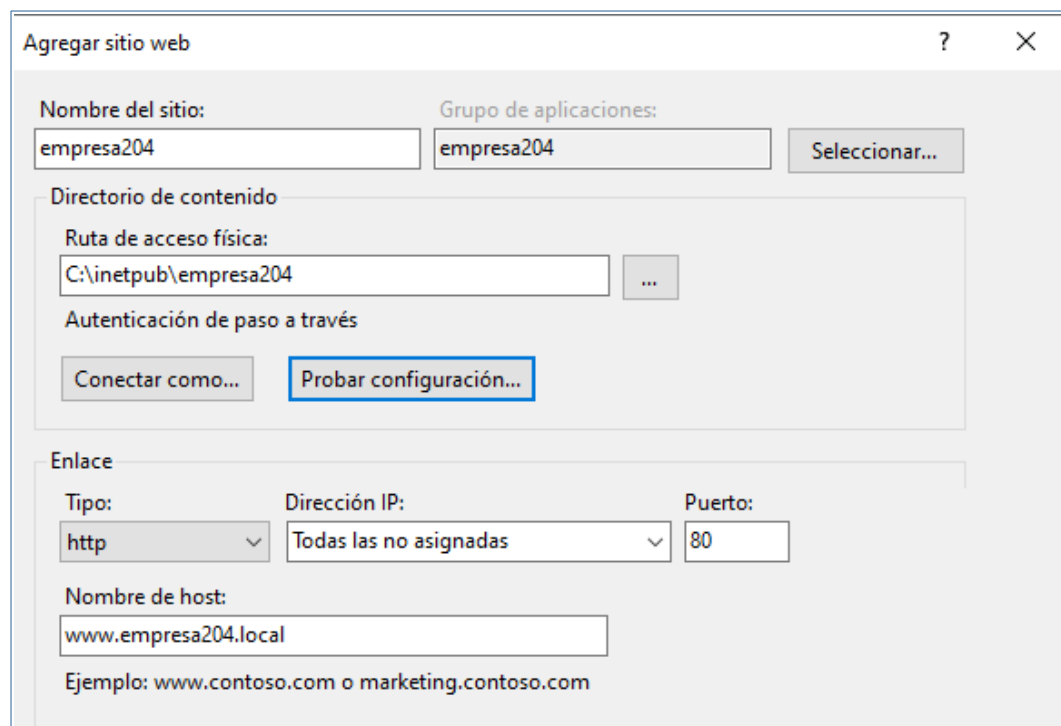 Agregar sitio web ?
Nombre del sitio: Grupo de aplicaciones:
empresa204 empresa204 Seleccionar...
Directorio de contenido
Ruta de acceso física:
C:\inetpub\empresa204 ...
Autenticación de paso a través
Conectar como... Probar configuración...
Enlace
Tipo: Dirección IP: Puerto:
http Todas las no asignadas 80
Nombre de host:
www.empresa204.local
Ejemplo: www.contoso.com o marketing.contoso.com